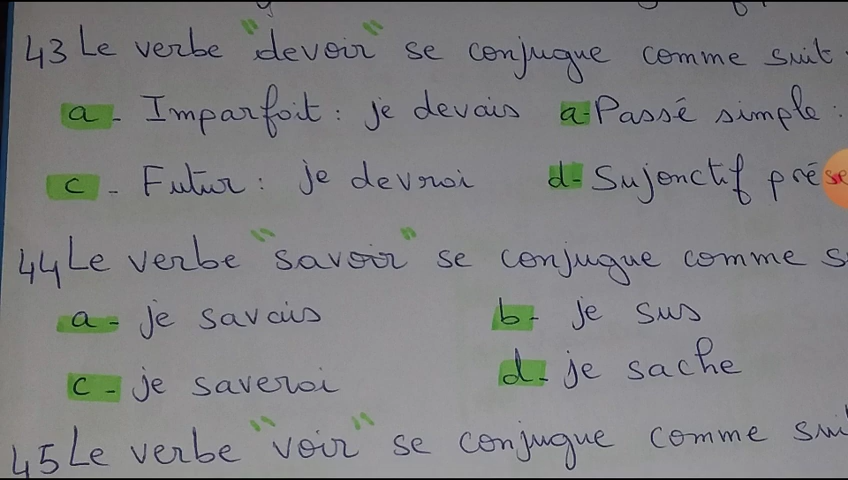 43 Le verbe "devoir" se conjugue comme suit
a - Imparfait : je devais a- Passé simple :
c - Futur : je devrai d- Sujonctif prése
44 Le verbe "savoir" se conjugue comme s
a - je savais b- je sus
c - je saverai d- je sache
45 Le verbe "voir" se conjugue comme sui